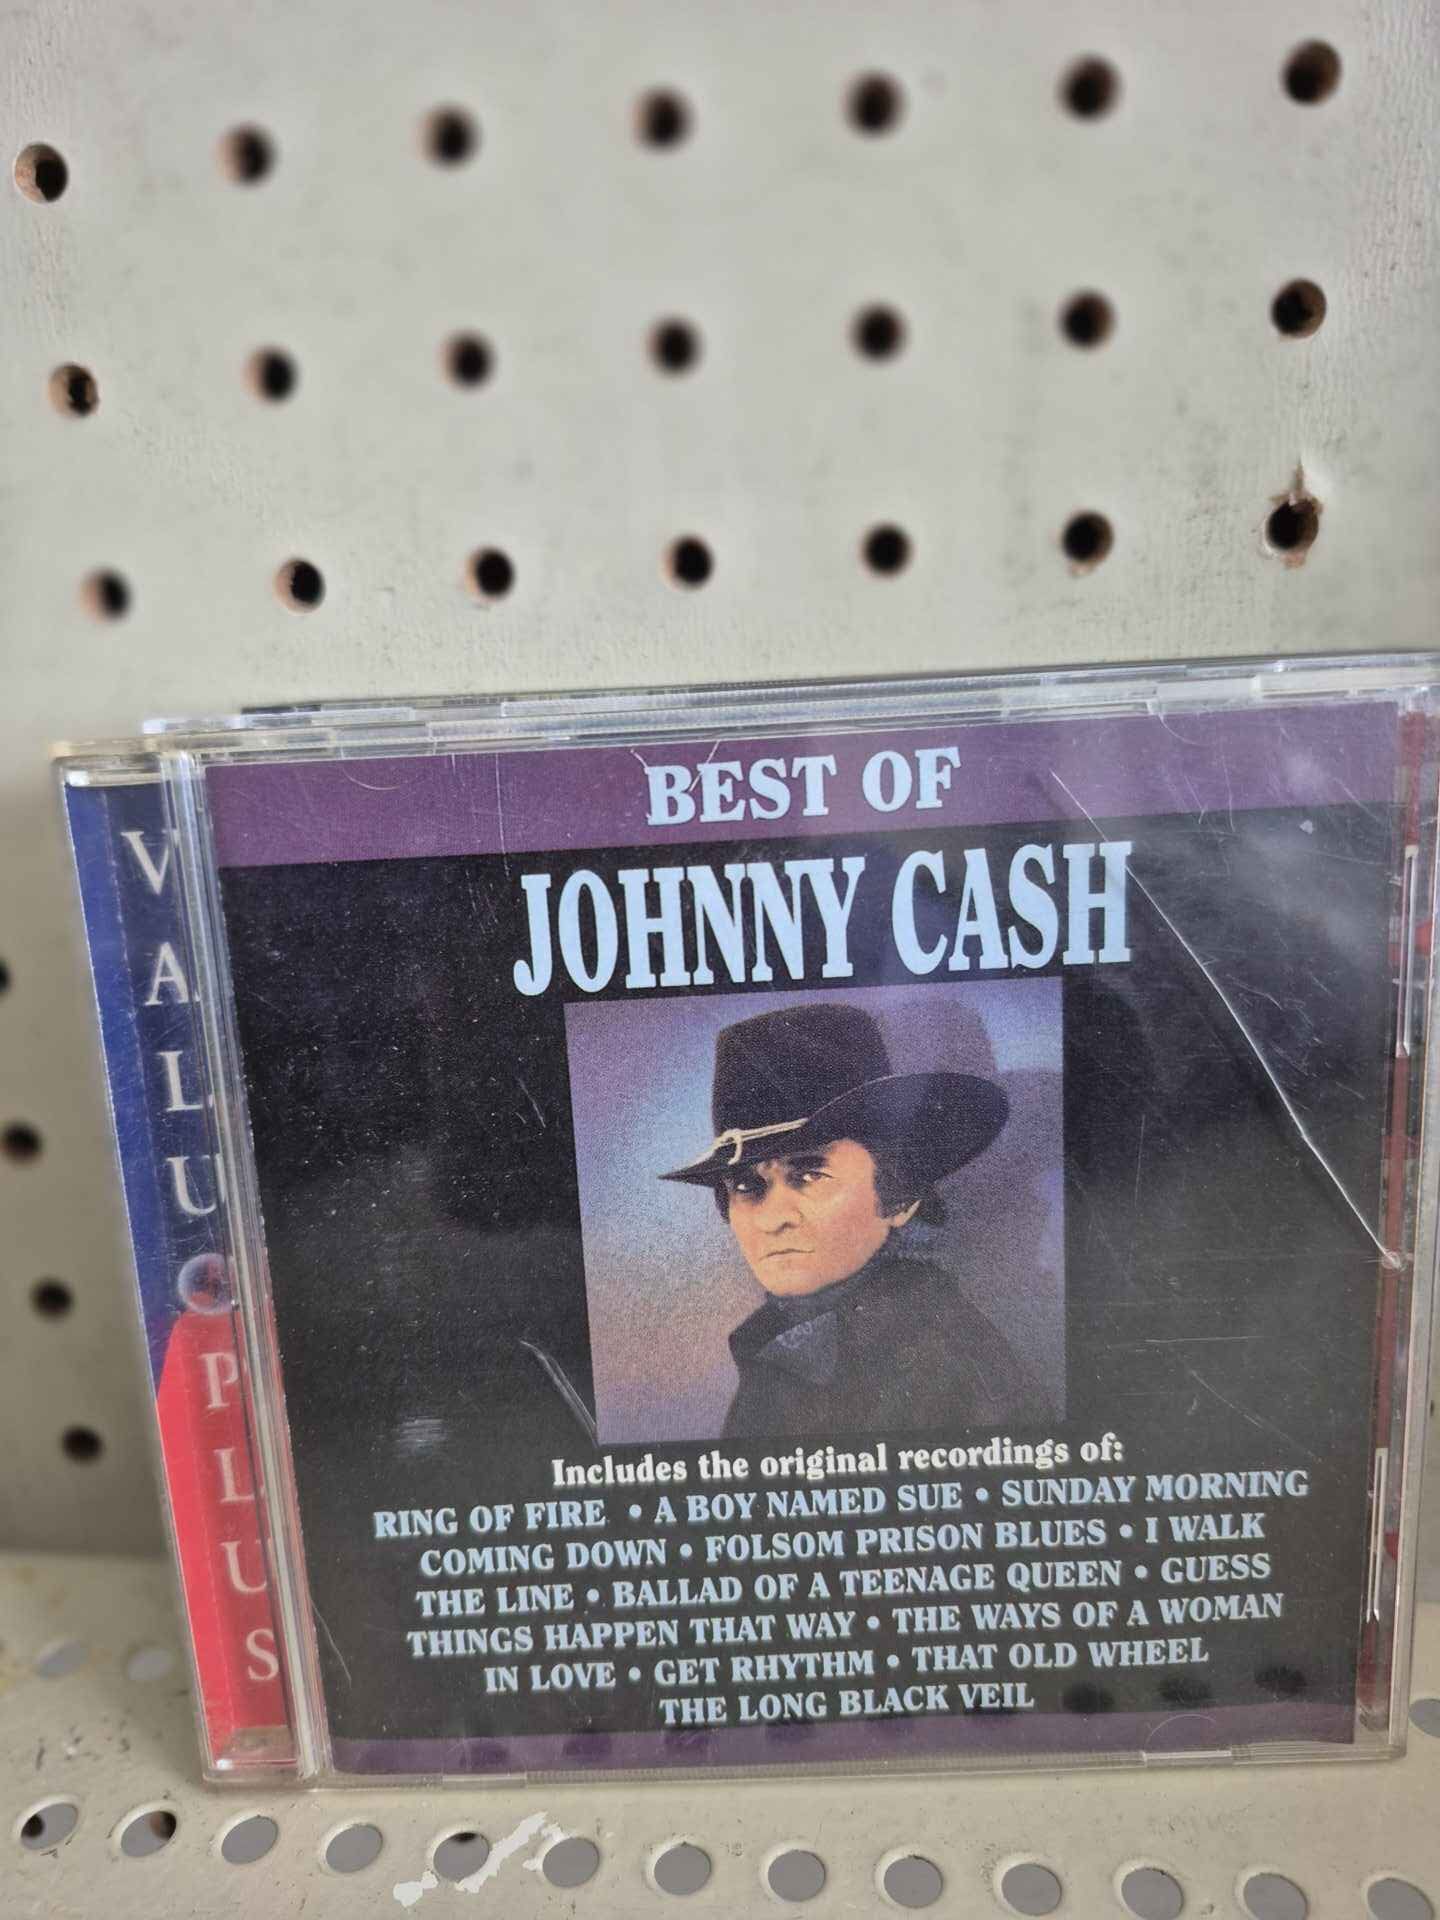 BEST OF
JOHNNY CASH
Includes the original recordings of:
RING OF FIRE • A BOY NAMED SUE • SUNDAY MORNING
COMING DOWN • FOLSOM PRISON BLUES • I WALK
THE LINE • BALLAD OF A TEENAGE QUEEN • GUESS
THINGS HAPPEN THAT WAY • THE WAYS OF A WOMAN
IN LOVE • GET RHYTHM • THAT OLD WHEEL
THE LONG BLACK VEIL
VALU PLUS